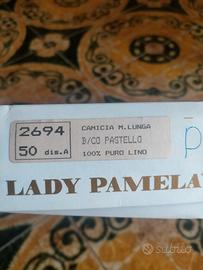 2694
50 dis.A
CAMICIA M.LUNGA
B/CO PASTELLO
100% PURO LINO
P
LADY PAMELA
subito